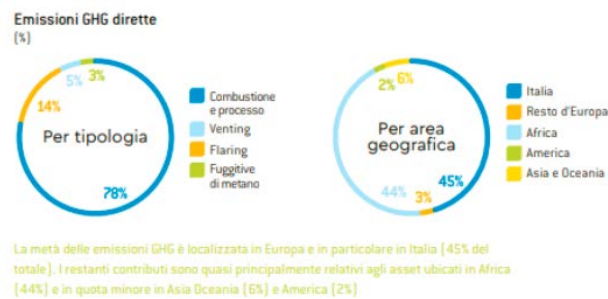 Emissioni GHG dirette
(%)
5%
3%
14%
Per tipologia
78%
Combustione
e processo
Venting
Flaring
Fuggitive
di metano
2%
6%
Per area
geografica
44%
3%
45%
Italia
Resto d'Europa
Africa
America
Asia e Oceania
La metà delle emissioni GHG è localizzata in Europa e in particolare in Italia (45% del
totale). I restanti contributi sono quasi principalmente relativi agli asset ubicati in Africa
(44%) e in quota minore in Asia Oceania (6%) e America (2%)